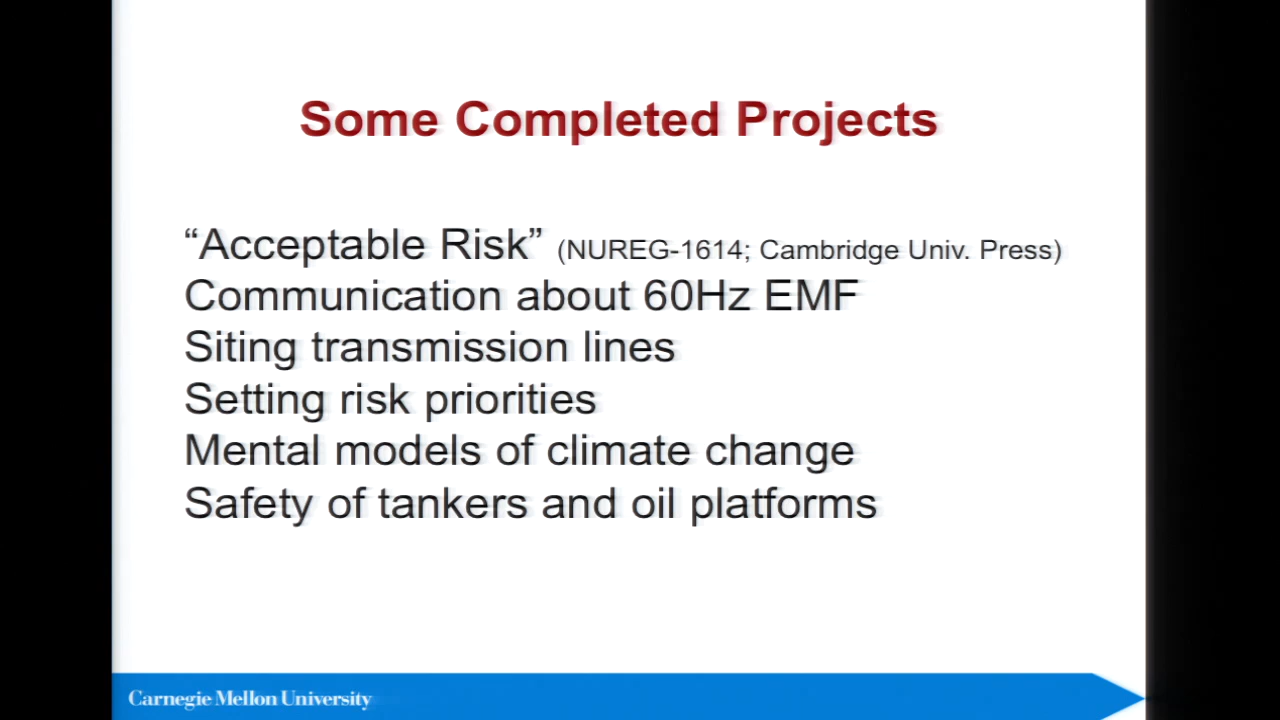 Some Completed Projects
“Acceptable Risk” (NUREG-1614; Cambridge Univ. Press)
Communication about 60Hz EMF
Siting transmission lines
Setting risk priorities
Mental models of climate change
Safety of tankers and oil platforms
Carnegie Mellon University